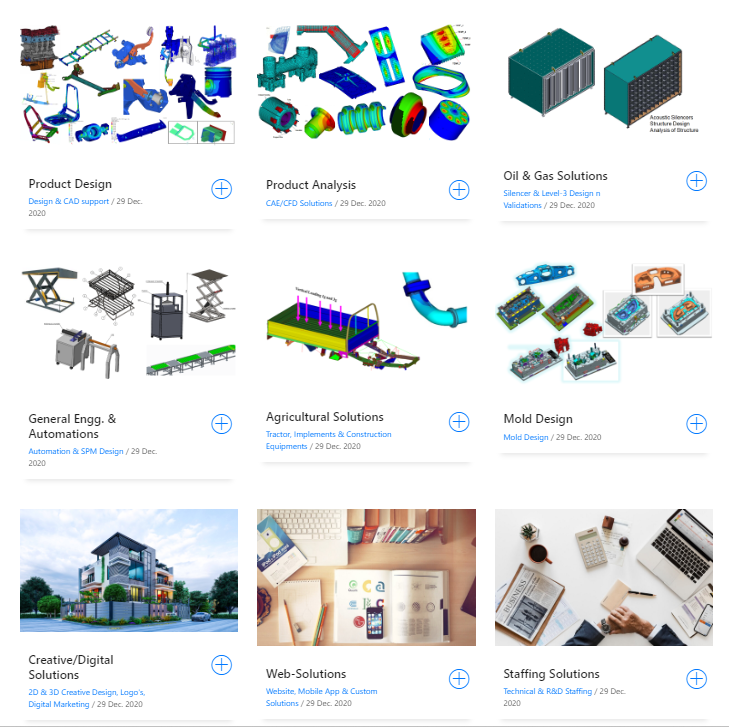 Acoustic Silencers
Structure Design
Analysis of Structure
Product Design
Design & CAD support / 29 Dec.
2020
Product Analysis
CAE/CFD Solutions / 29 Dec. 2020
Oil & Gas Solutions
Silencer & Level-3 Design n
Validations / 29 Dec. 2020
General Engg. &
Automations
Automation & SPM Design / 29 Dec.
2020
Agricultural Solutions
Tractor, Implements & Construction
Equipments / 29 Dec. 2020
Mold Design
Mold Design / 29 Dec. 2020
BUSINESS
Creative/Digital
Solutions
2D & 3D Creative Design, Logo's,
Digital Marketing / 29 Dec. 2020
Web-Solutions
Website, Mobile App & Custom
Solutions / 29 Dec. 2020
Staffing Solutions
Technical & R&D Staffing / 29 Dec.
2020